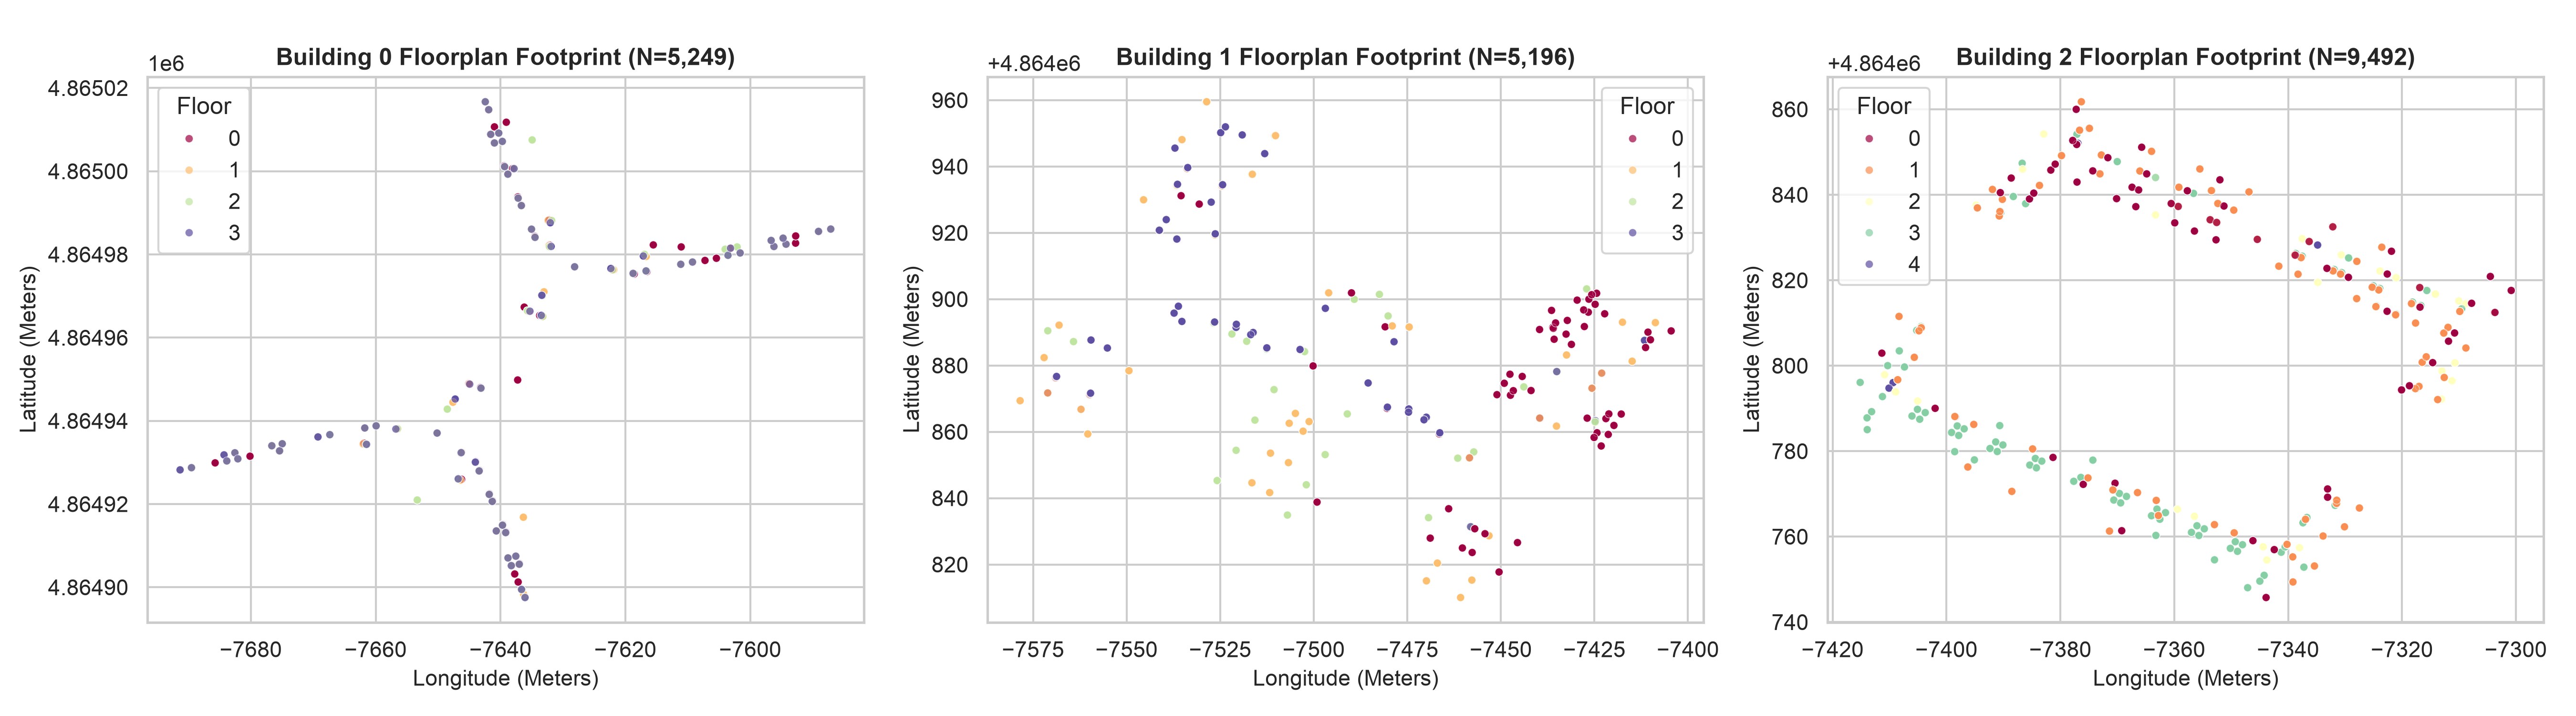 Building 0 Floorplan Footprint (N=5,249)
1e6
4.86502
4.86500
4.86498
4.86496
4.86494
4.86492
4.86490
Latitude (Meters)
Floor
0
1
2
3
−7680 −7660 −7640 −7620 −7600
Longitude (Meters)
Building 1 Floorplan Footprint (N=5,196)
+4.864e6
960
940
920
900
880
860
840
820
Latitude (Meters)
Floor
0
1
2
3
−7575 −7550 −7525 −7500 −7475 −7450 −7425 −7400
Longitude (Meters)
Building 2 Floorplan Footprint (N=9,492)
+4.864e6
860
840
820
800
780
760
740
Latitude (Meters)
Floor
0
1
2
3
4
−7420 −7400 −7380 −7360 −7340 −7320 −7300
Longitude (Meters)